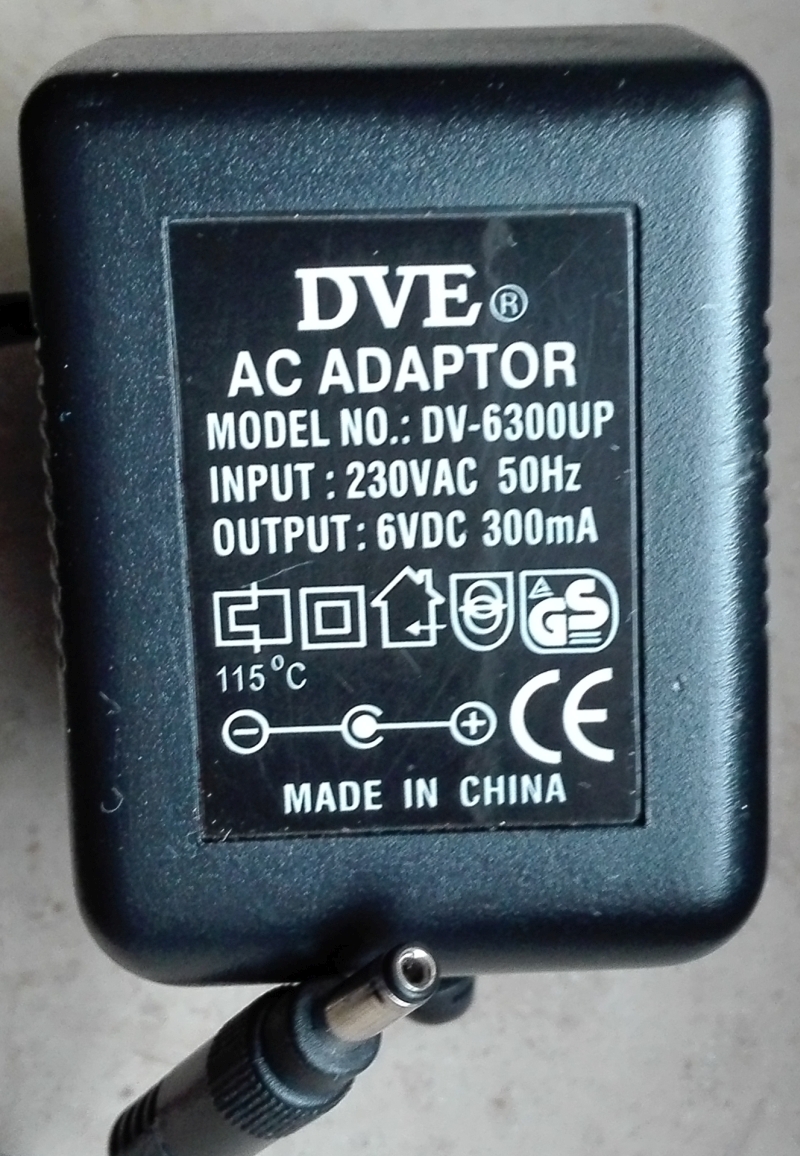 DVE®
AC ADAPTOR
MODEL NO.: DV-6300UP
INPUT : 230VAC 50Hz
OUTPUT : 6VDC 300mA
GS
115°C
− + CE
MADE IN CHINA